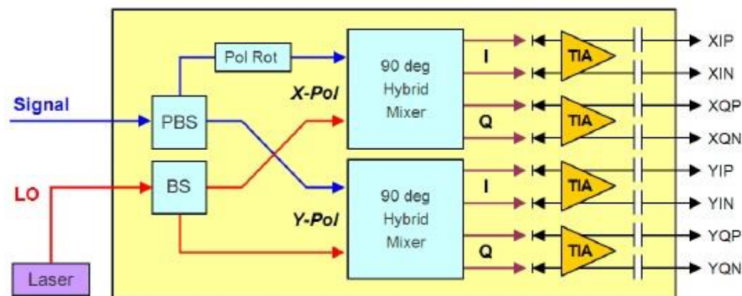 Pol Rot
90 deg
Hybrid
Mixer
I
Q
TIA
TIA
XIP
XIN
XQP
XQN
X-Pol
Signal
PBS
LO
BS
Laser
Y-Pol
90 deg
Hybrid
Mixer
I
Q
TIA
TIA
YIP
YIN
YQP
YQN